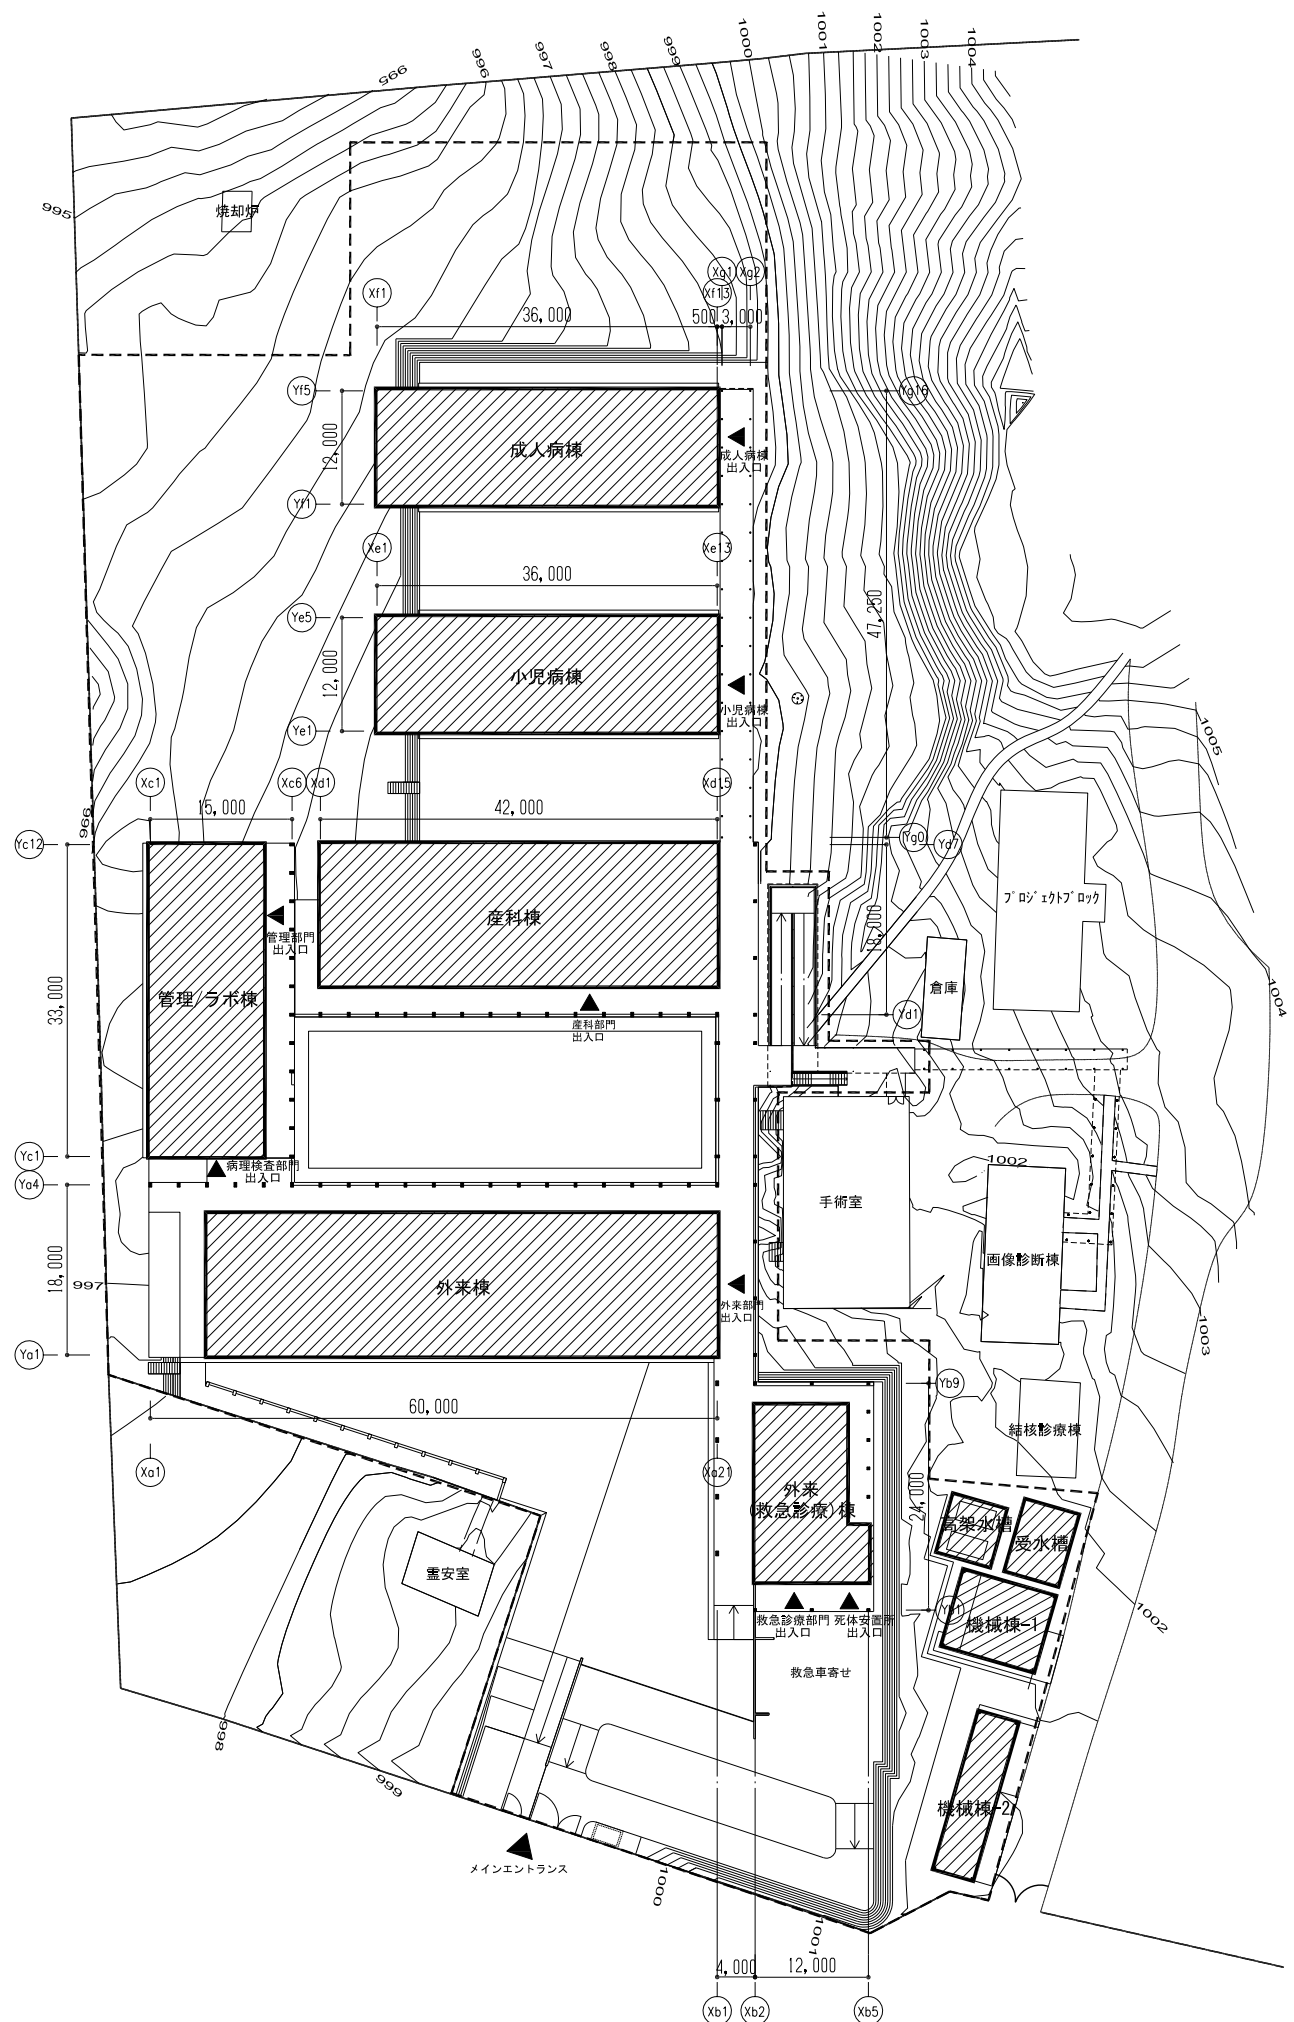 1000
1001
1002
1003
1004
999
998
997
996
966
995
焼却炉
Xg1
Xg2
Xf1
Xf13
36,000
500
3,000
Yf5
Yg16
成人病棟
12,000
成人病棟
出入口
Yf1
Xe1
Xe13
36,000
47,250
Ye5
小児病棟
12,000
小児病棟
出入口
Ye1
1005
Xc1
Xc6
Xd1
Xd15
15,000
42,000
966
Yc12
Yg0
Yd7
プロジェクトブロック
産科棟
管理部門
出入口
18,000
倉庫
管理/ラボ棟
33,000
1004
Yd1
産科部門
出入口
Yc1
病理検査部門
出入口
1002
Ya4
手術室
画像診断棟
18,000
997
外来棟
外来部門
出入口
1003
Ya1
Yb9
60,000
結核診療棟
Xa1
Xa21
外来
(救急診療)棟
24,000
高架水槽
受水槽
霊安室
救急診療部門
出入口
死体安置所
出入口
Yb1
機械棟-1
1002
救急車寄せ
998
999
機械棟-2
メインエントランス
1000
1001
4,000
12,000
Xb1
Xb2
Xb5